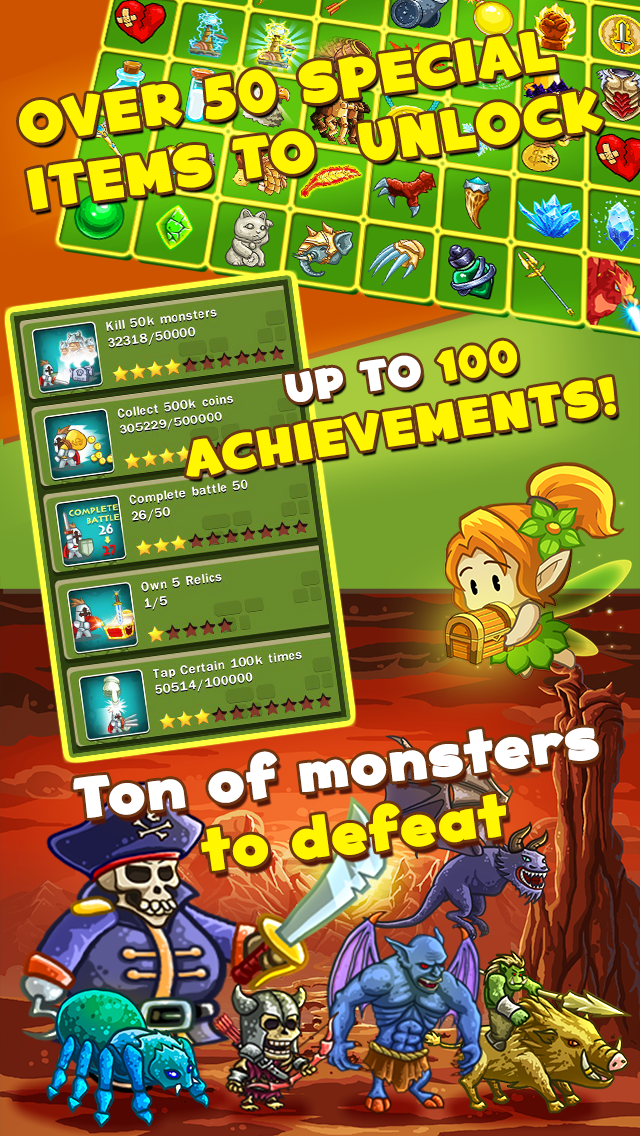 OVER 50 SPECIAL
ITEMS TO UNLOCK
Kill 50k monsters
32318/50000
Collect 500k coins
305229/500000
UP TO 100
ACHIEVEMENTS!
Complete battle 50
26/50
COMPLETE
BATTLE
26
27
Own 5 Relics
1/5
Tap Certain 100k times
50514/100000
Ton of monsters
to defeat